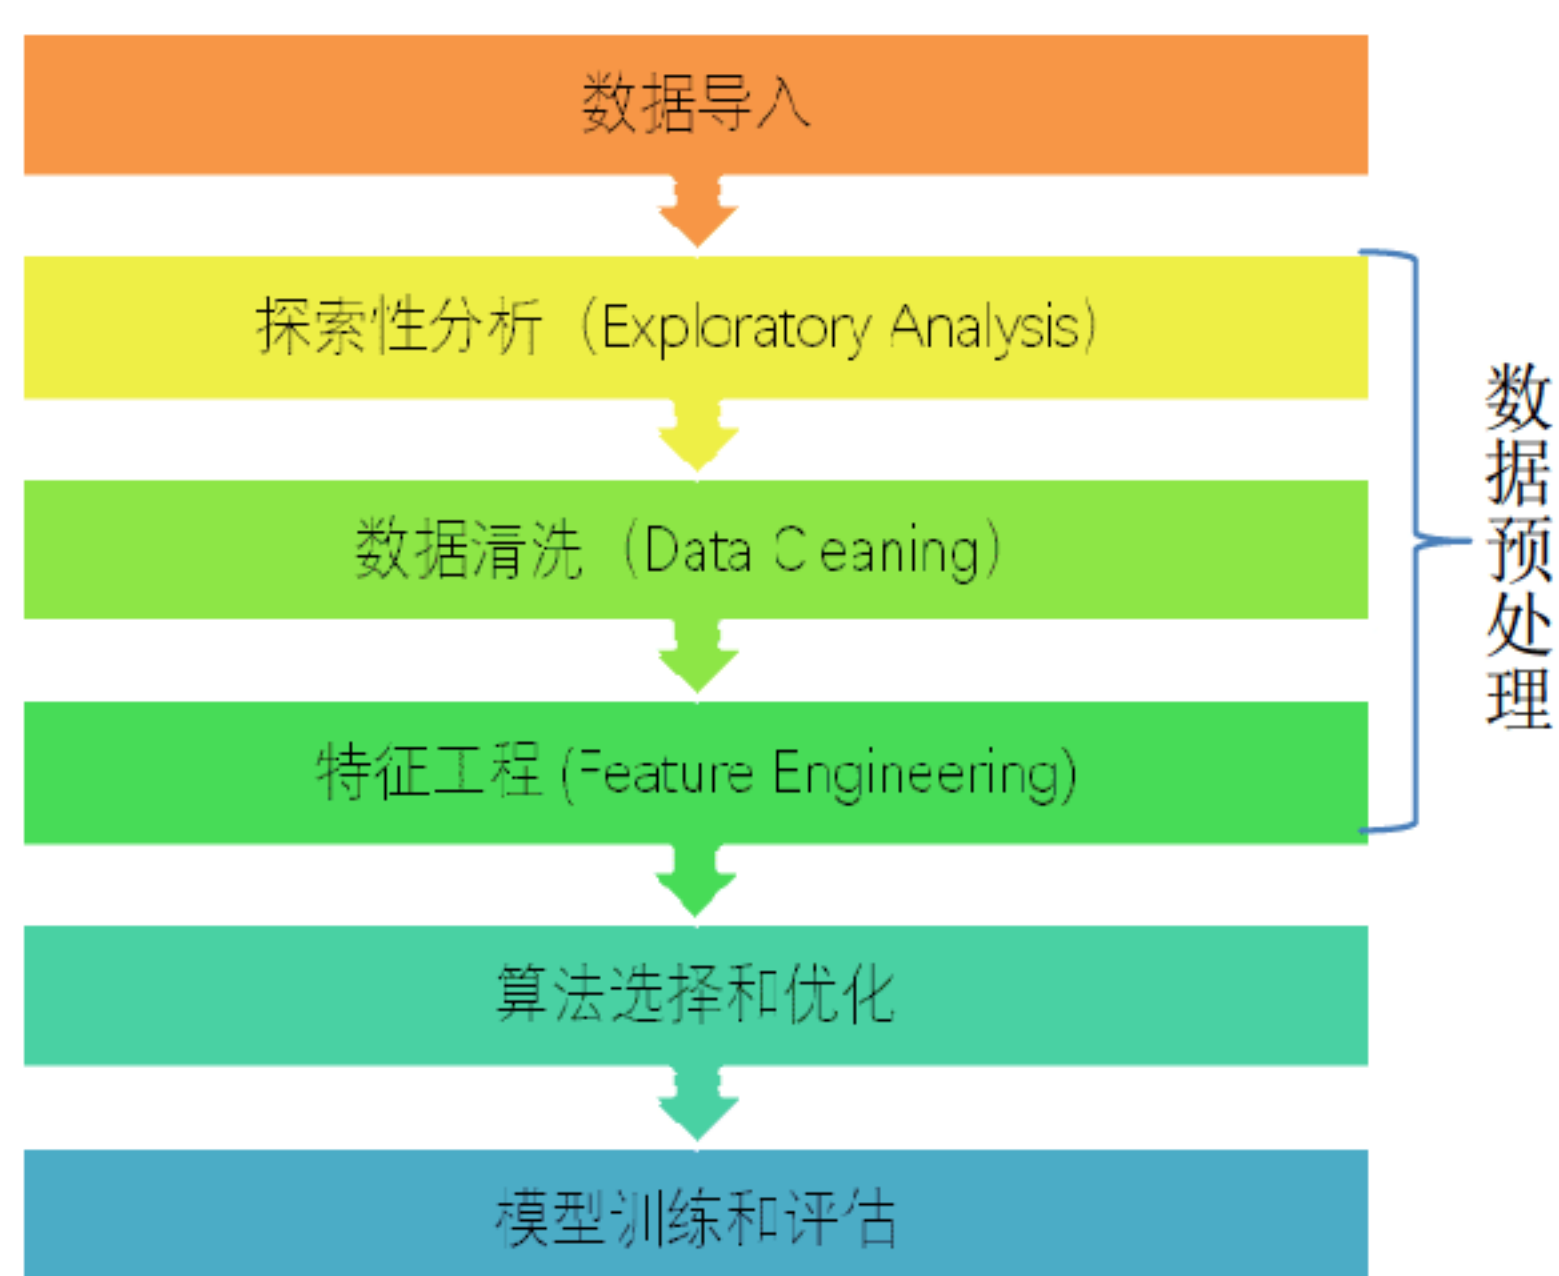 数据导入
探索性分析（Exploratory Analysis）
数据清洗（Data Cleaning）
特征工程 (Feature Engineering)
算法选择和优化
模型训练和评估
数据预处理